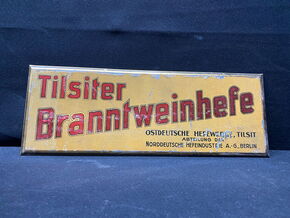 Tilsiter
Branntweinhefe
OSTDEUTSCHE HEFEWERKE, TILSIT
ABTEILUNG DER
NORDDEUTSCHE HEFEINDUSTRIE A.-G., BERLIN